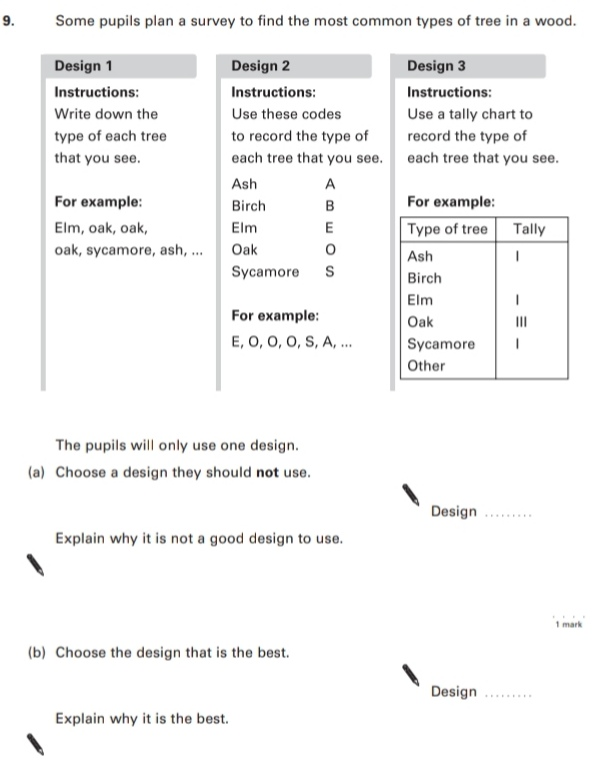 9. Some pupils plan a survey to find the most common types of tree in a wood.
Design 1
Instructions:
Write down the
type of each tree
that you see.
For example:
Elm, oak, oak,
oak, sycamore, ash, ...
Design 2
Instructions:
Use these codes
to record the type of
each tree that you see.
Ash A
Birch B
Elm E
Oak O
Sycamore S
For example:
E, O, O, O, S, A, ...
Design 3
Instructions:
Use a tally chart to
record the type of
each tree that you see.
For example:
Type of tree Tally
Ash I
Birch
Elm I
Oak III
Sycamore I
Other
The pupils will only use one design.
(a) Choose a design they should not use.
Design .........
Explain why it is not a good design to use.
1 mark
(b) Choose the design that is the best.
Design .........
Explain why it is the best.